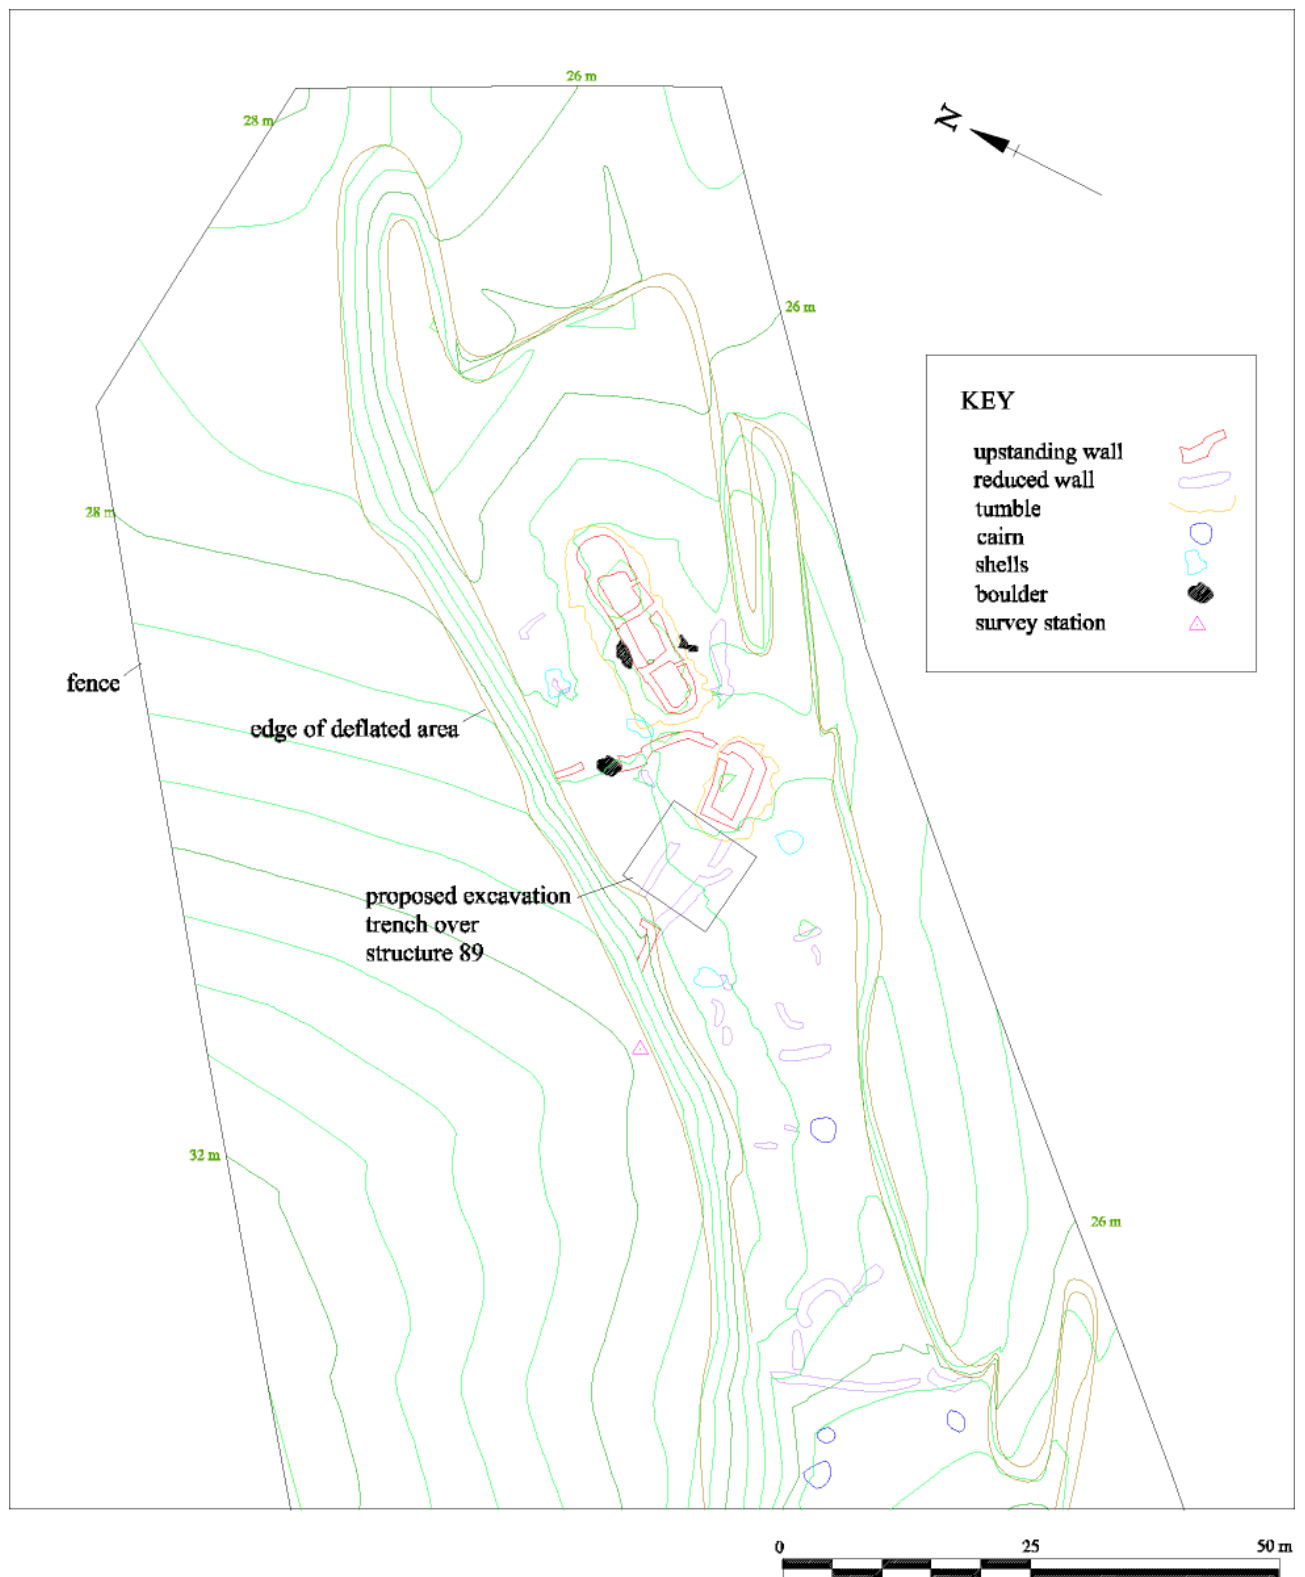 26 m
28 m
N
26 m
KEY
upstanding wall
reduced wall
tumble
cairn
shells
boulder
survey station
28 m
fence
edge of deflated area
proposed excavation
trench over
structure 89
32 m
26 m
0 25 50 m